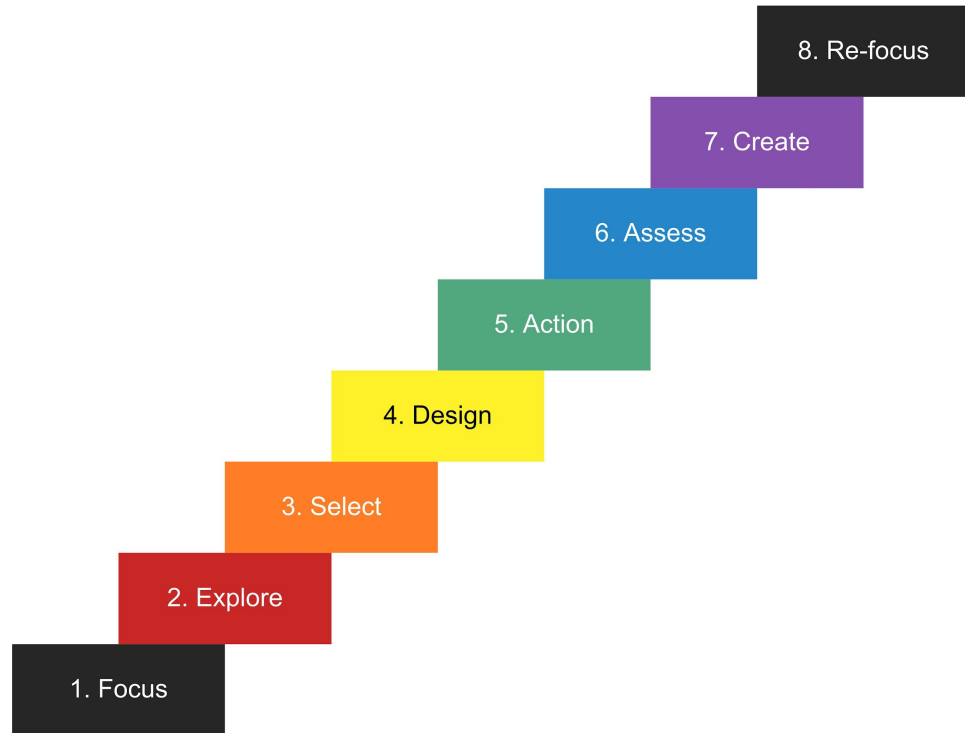 8. Re-focus
7. Create
6. Assess
5. Action
4. Design
3. Select
2. Explore
1. Focus